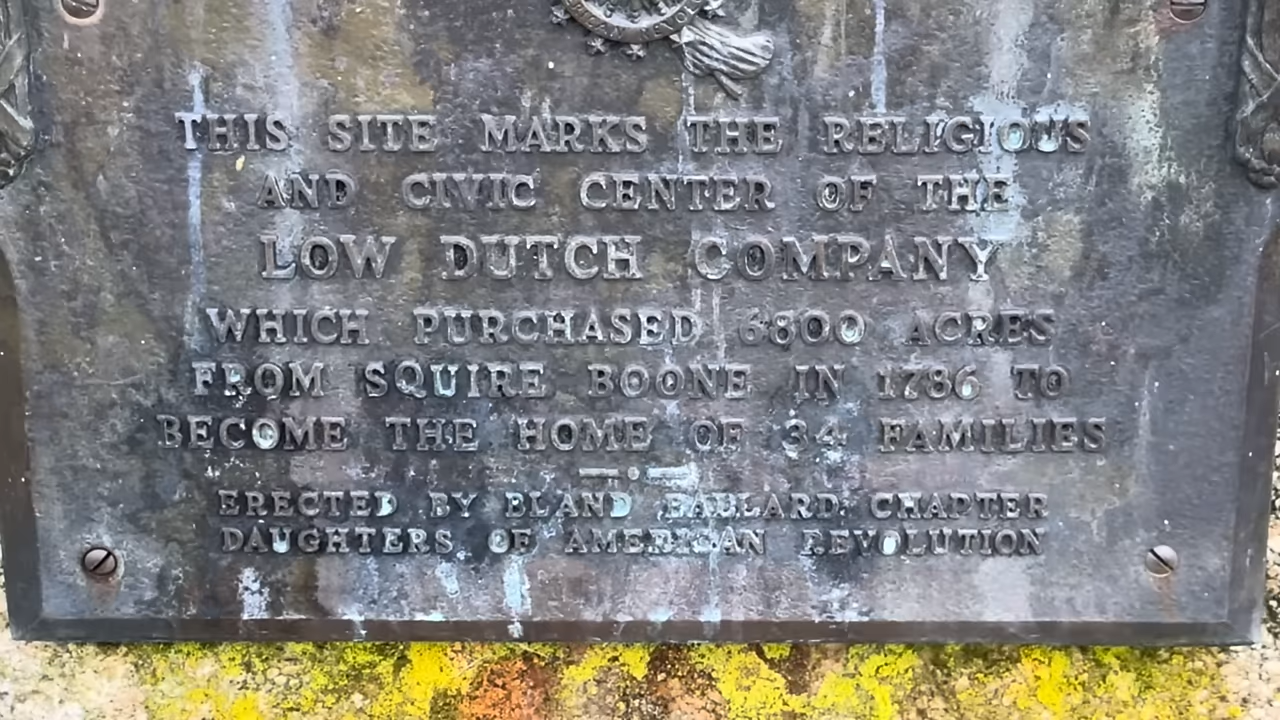 THIS SITE MARKS THE RELIGIOUS
AND CIVIC CENTER OF THE
LOW DUTCH COMPANY
WHICH PURCHASED 6800 ACRES
FROM SQUIRE BOONE IN 1786 TO
BECOME THE HOME OF 34 FAMILIES
ERECTED BY BLAND BALLARD CHAPTER
DAUGHTERS OF AMERICAN REVOLUTION